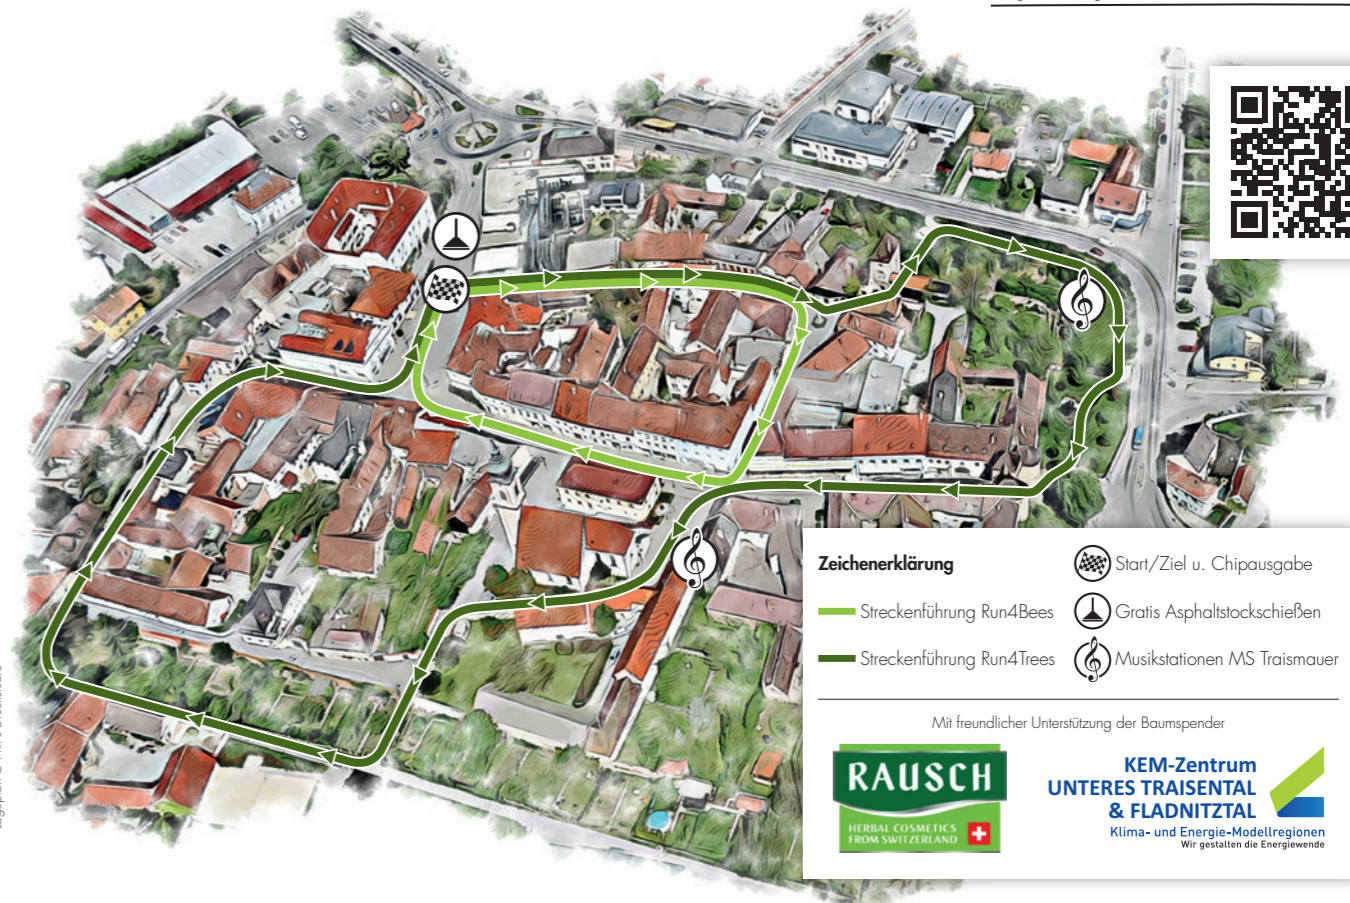 Zeichenerklärung
Streckenführung Run4Bees
Streckenführung Run4Trees
Start/Ziel u. Chipausgabe
Gratis Asphaltstockschießen
Musikstationen MS Traismauer
Mit freundlicher Unterstützung der Baumspender
RAUSCH
HERBAL COSMETICS
FROM SWITZERLAND
KEM-Zentrum
UNTERES TRAISENTAL
& FLADNITZTAL
Klima- und Energie-Modellregionen
Wir gestalten die Energiewende